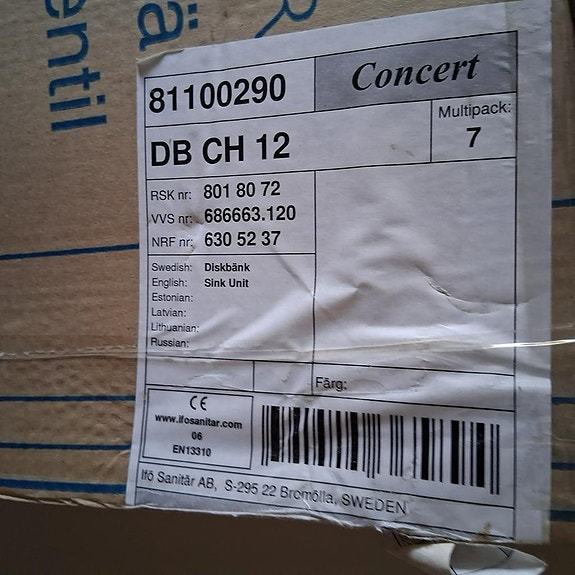 R
ä
entil
81100290
Concert
DB CH 12
Multipack:
7
RSK nr: 801 80 72
VVS nr: 686663.120
NRF nr: 630 52 37
Swedish: Diskbänk
English: Sink Unit
Estonian:
Latvian:
Lithuanian:
Russian:
Färg:
CE
www.ifosanitar.com
06
EN13310
Ifö Sanitär AB, S-295 22 Bromölla, SWEDEN